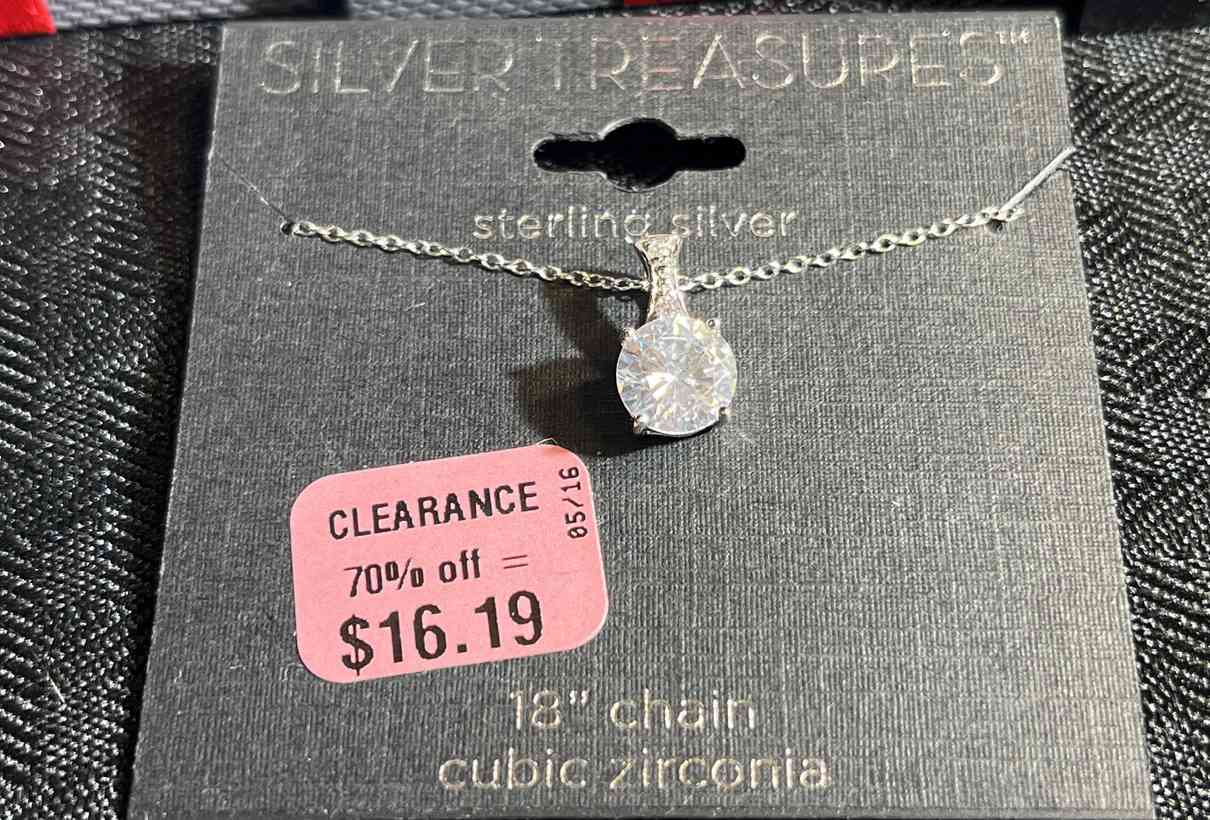 SILVER TREASURES™
sterling silver
CLEARANCE
05/16
70% off =
$16.19
18” chain
cubic zirconia